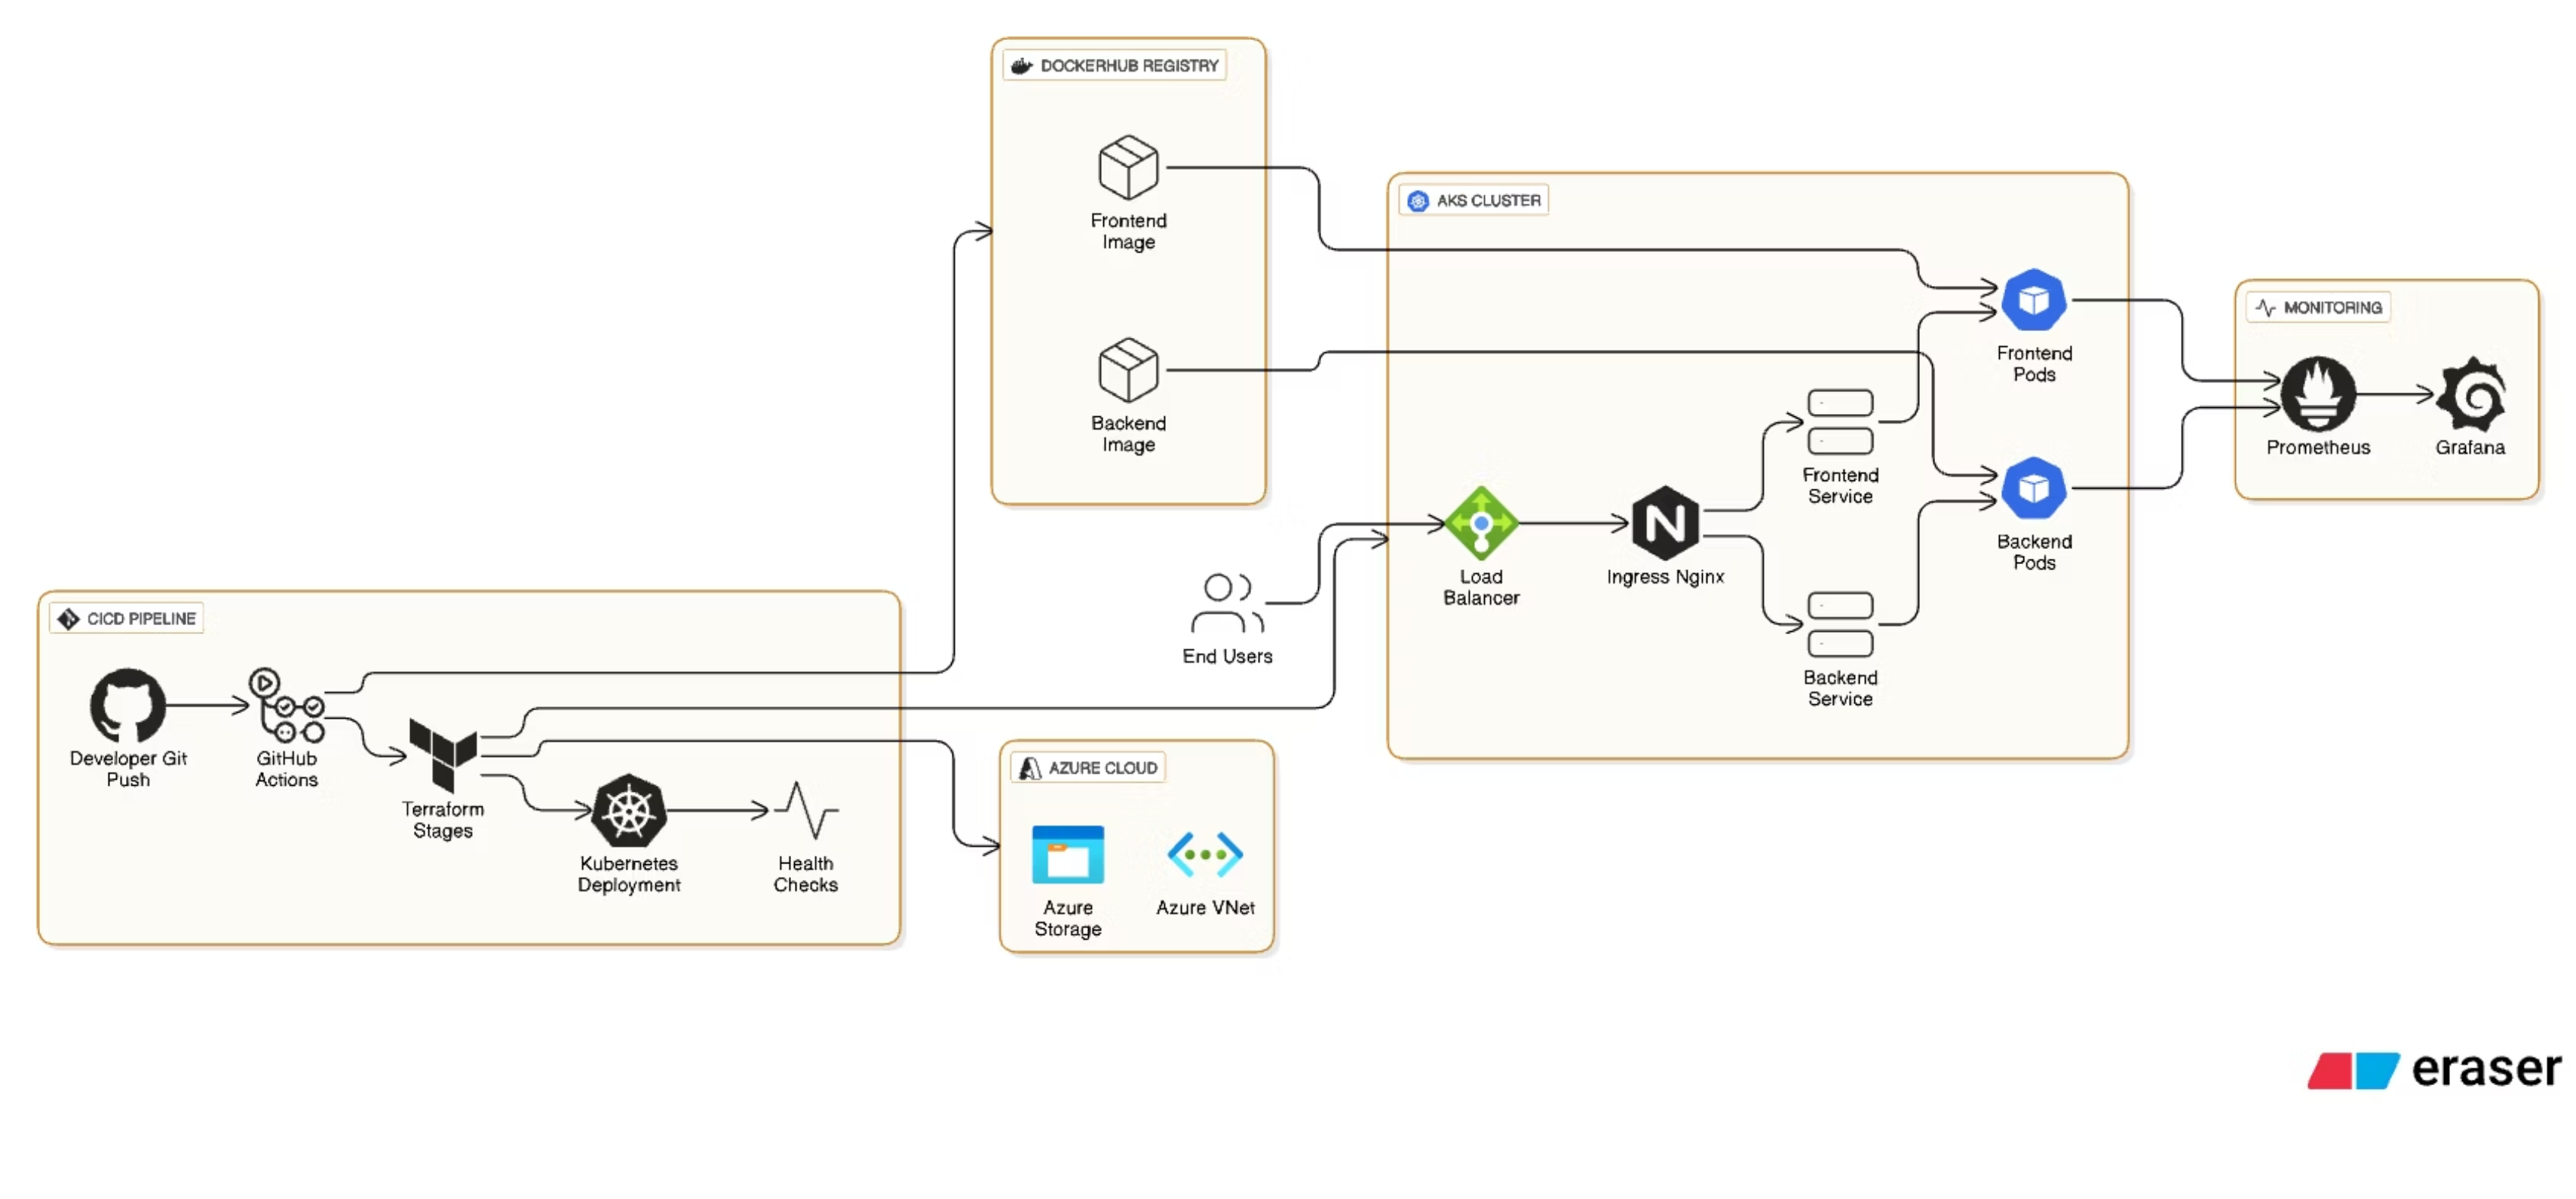 DOCKERHUB REGISTRY
Frontend
Image
Backend
Image
AKS CLUSTER
Frontend
Pods
Frontend
Service
Load
Balancer
Ingress Nginx
Backend
Pods
Backend
Service
MONITORING
Prometheus
Grafana
End Users
CICD PIPELINE
Developer Git
Push
GitHub
Actions
Terraform
Stages
Kubernetes
Deployment
Health
Checks
AZURE CLOUD
Azure
Storage
Azure VNet
eraser